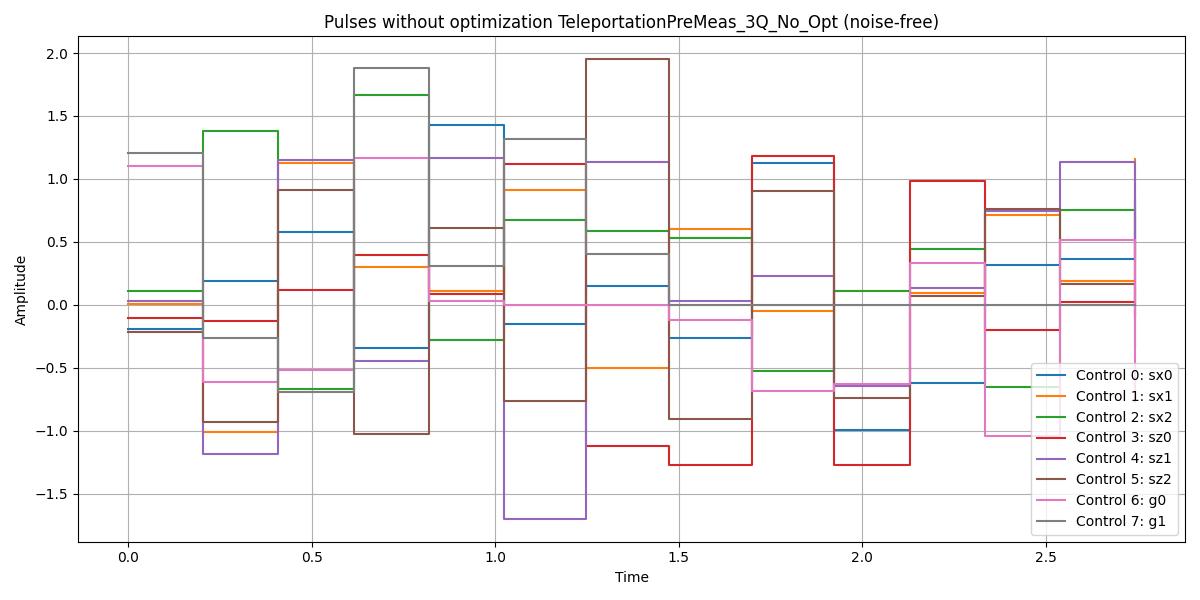 Pulses without optimization TeleportationPreMeas_3Q_No_Opt (noise-free)
2.0
1.5
1.0
0.5
0.0
−0.5
−1.0
−1.5
Amplitude
Control 0: sx0
Control 1: sx1
Control 2: sx2
Control 3: sz0
Control 4: sz1
Control 5: sz2
Control 6: g0
Control 7: g1
0.0 0.5 1.0 1.5 2.0 2.5
Time